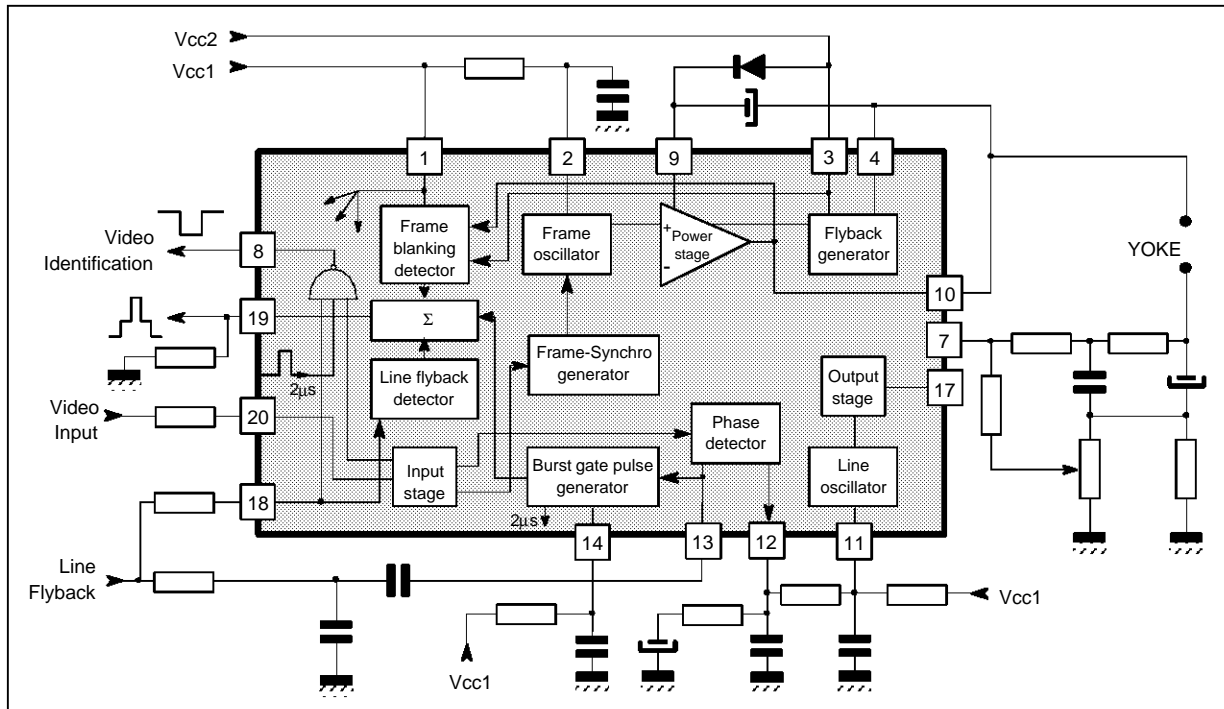 Vcc2
Vcc1
1
2
9
3
4
Frame
blanking
detector
Frame
oscillator
+
Power
stage
-
Flyback
generator
Video
Identification
8
YOKE
10
19
Σ
7
2µs
Line flyback
detector
Frame-Synchro
generator
Output
stage
17
Video
Input
20
Phase
detector
Input
stage
Burst gate pulse
generator
Line
oscillator
18
2µs
14
13
12
11
Line
Flyback
Vcc1
Vcc1